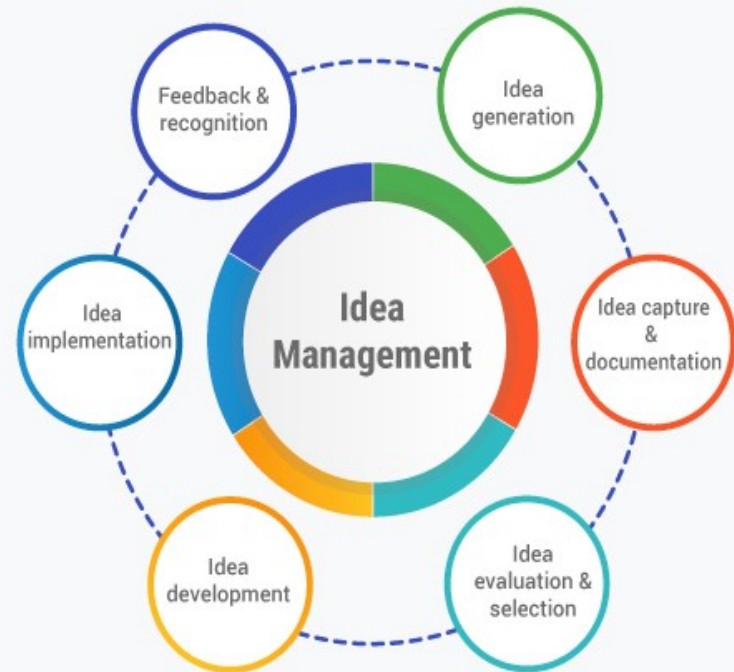 Feedback &
recognition
Idea
generation
Idea
implementation
Idea
Management
Idea capture
&
documentation
Idea
development
Idea
evaluation &
selection